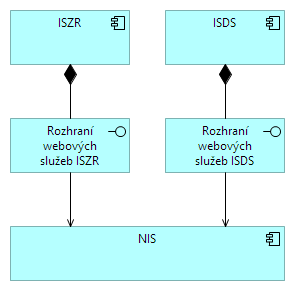 ISZR
ISDS
Rozhraní
webových
služeb ISZR
Rozhraní
webových
služeb ISDS
NIS